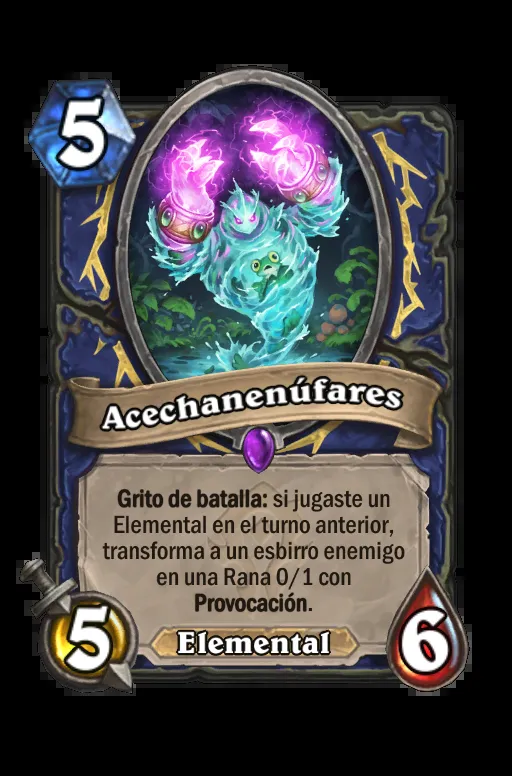 5
Acechanenúfares
Grito de batalla: si jugaste un
Elemental en el turno anterior,
transforma a un esbirro enemigo
en una Rana 0/1 con
Provocación.
5
Elemental
6